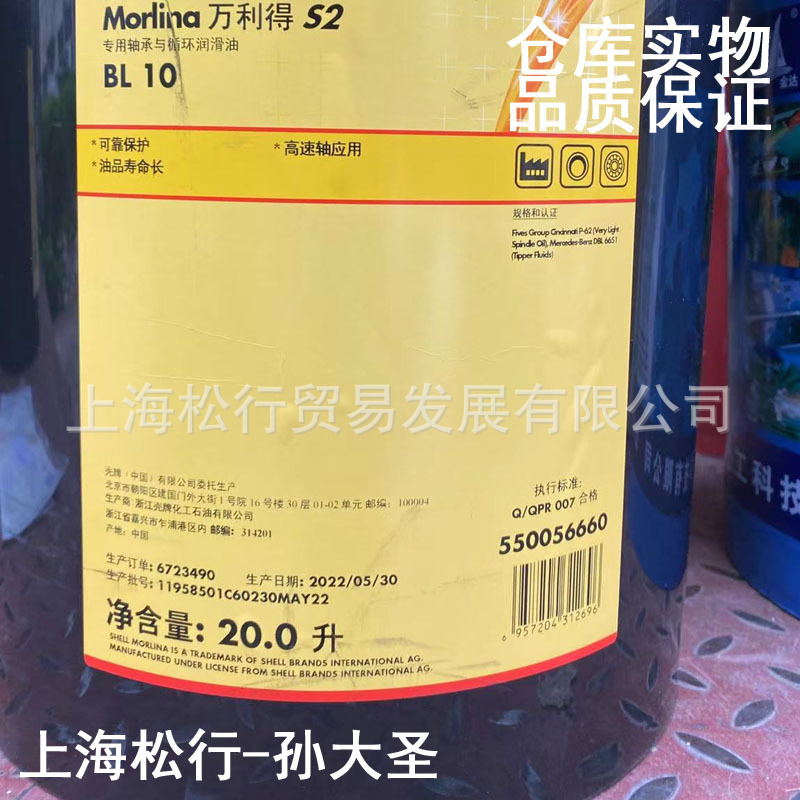 Morlina 万利得 S2
专用轴承与循环润滑油
BL 10
仓库实物
品质保证
金达
*可靠保护
*油品寿命长
*高速轴应用
规格和认证
Fives Group Cincinnati P-62 (Very Light
Spindle Oil), Mercedes-Benz DBL 6651
(Tipper Fluids)
上海松行贸易发展有限公司
壳牌（中国）有限公司委托生产
北京市朝阳区建国门外大街1号院16号楼30层01-02单元 邮编：100004
生产商：浙江壳牌化工石油有限公司
浙江省嘉兴市乍浦港区内 邮编：314201
产地：中国
执行标准：
Q/QPR 007 合格
550056660
生产订单：6723490 生产日期：2022/05/30
生产批号：11958501C60230MAY22
6 957204 312696
净含量：20.0 升
SHELL MORLINA IS A TRADEMARK OF SHELL BRANDS INTERNATIONAL AG.
MANUFACTURED UNDER LICENSE FROM SHELL BRANDS INTERNATIONAL AG.
科技
上海松行-孙大圣